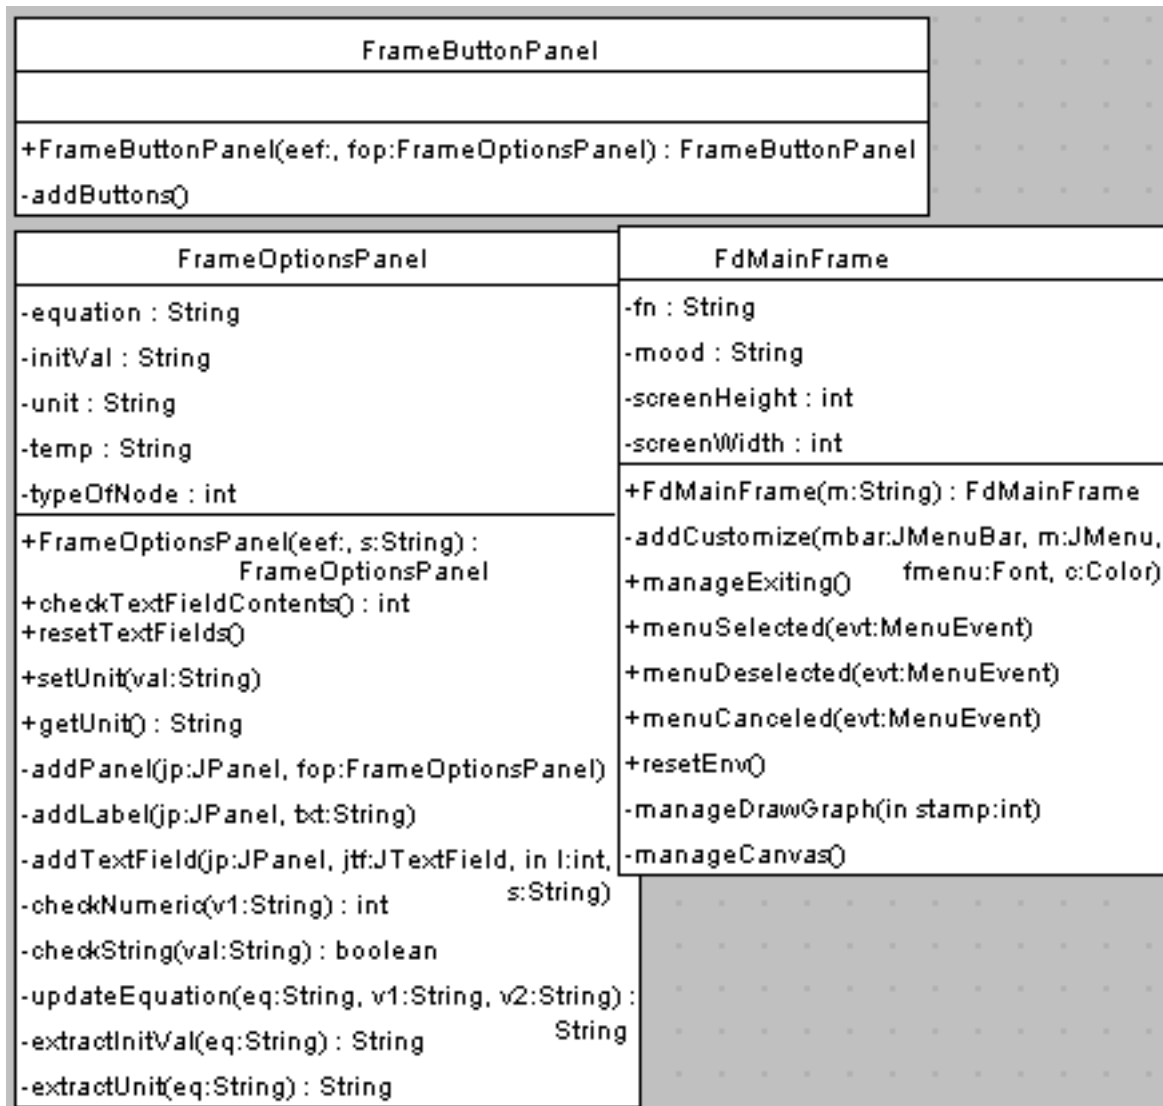 FrameButtonPanel
+FrameButtonPanel(eef:, fop:FrameOptionsPanel) : FrameButtonPanel
-addButtons()
FrameOptionsPanel
-equation : String
-initVal : String
-unit : String
-temp : String
-typeOfNode : int
+FrameOptionsPanel(eef:, s:String) :
FrameOptionsPanel
+checkTextFieldContents() : int
+resetTextFields()
+setUnit(val:String)
+getUnit() : String
-addPanel(jp:JPanel, fop:FrameOptionsPanel)
-addLabel(jp:JPanel, txt:String)
-addTextField(jp:JPanel, jtf:JTextField, in l:int,
s:String)
-checkNumeric(v1:String) : int
-checkString(val:String) : boolean
-updateEquation(eq:String, v1:String, v2:String) :
String
-extractInitVal(eq:String) : String
-extractUnit(eq:String) : String
FdMainFrame
-fn : String
-mood : String
-screenHeight : int
-screenWidth : int
+FdMainFrame(m:String) : FdMainFrame
-addCustomize(mbar:JMenuBar, m:JMenu,
fmenu:Font, c:Color)
+manageExiting()
+menuSelected(evt:MenuEvent)
+menuDeselected(evt:MenuEvent)
+menuCanceled(evt:MenuEvent)
+resetEnv()
-manageDrawGraph(in stamp:int)
-manageCanvas()